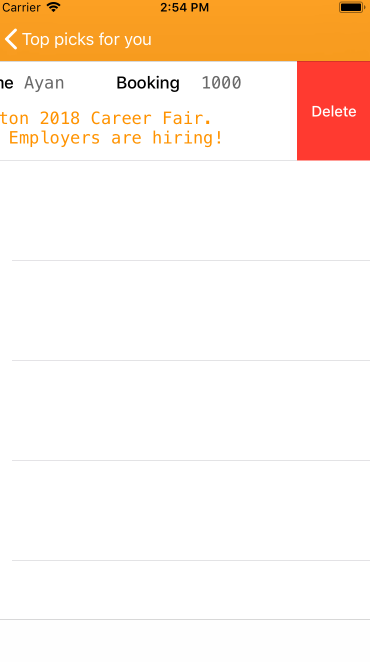 Carrier 2:54 PM
Top picks for you
me Ayan Booking 1000
ton 2018 Career Fair.
Employers are hiring!
Delete